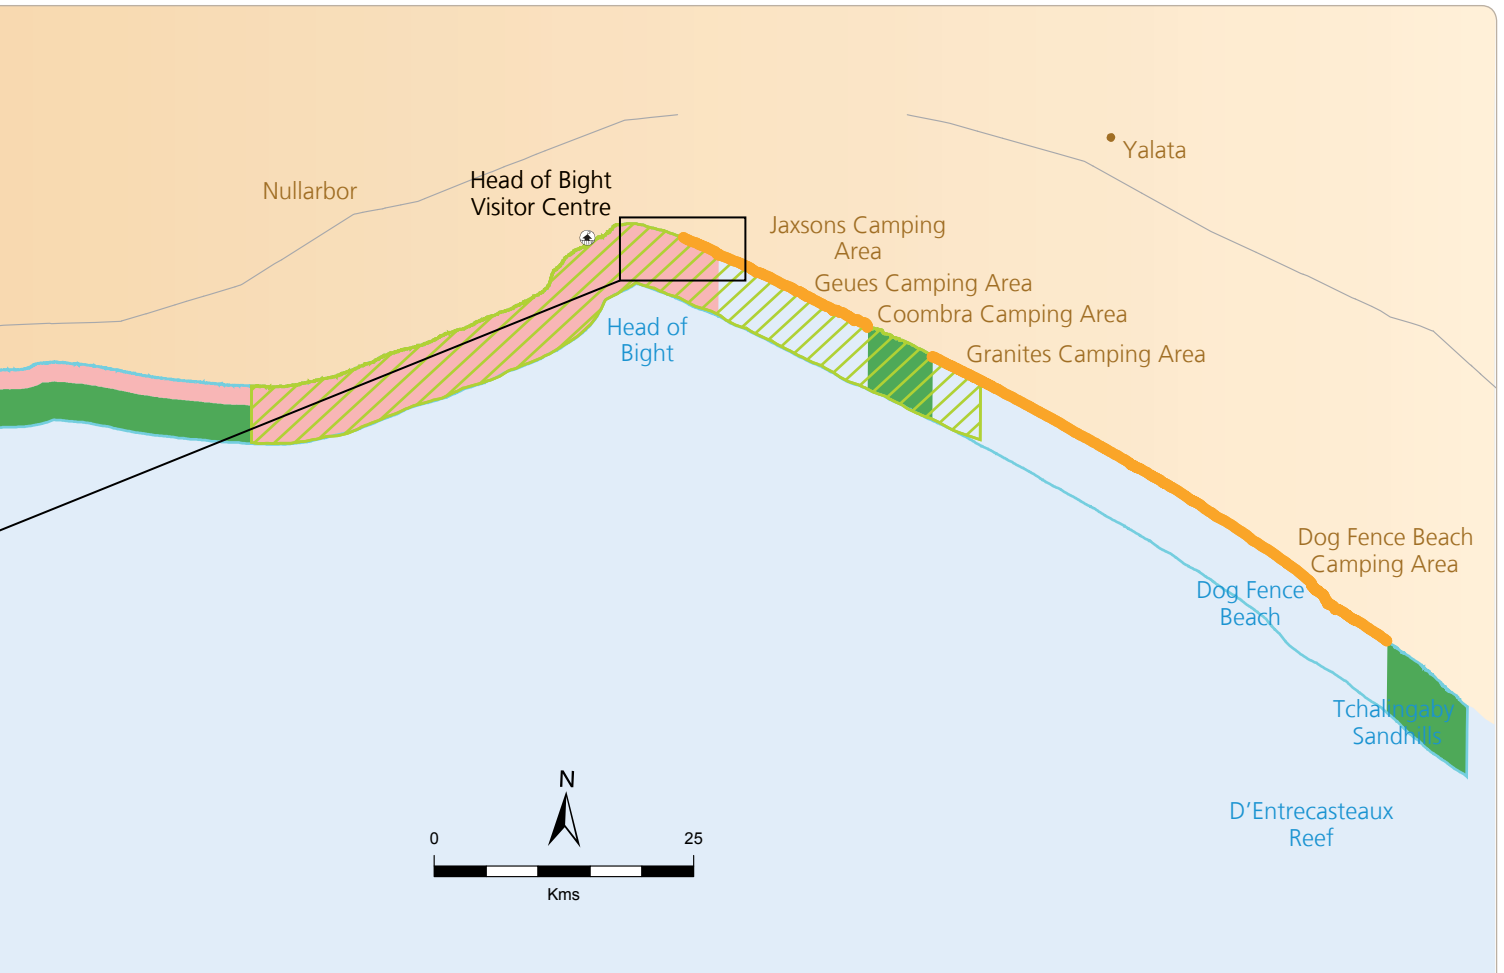 Yalata
Nullarbor
Head of Bight
Visitor Centre
Jaxsons Camping
Area
Geues Camping Area
Coombra Camping Area
Head of
Bight
Granites Camping Area
Dog Fence Beach
Camping Area
Dog Fence
Beach
Tchalingaby
Sandhills
N
D’Entrecasteaux
Reef
0 25
Kms